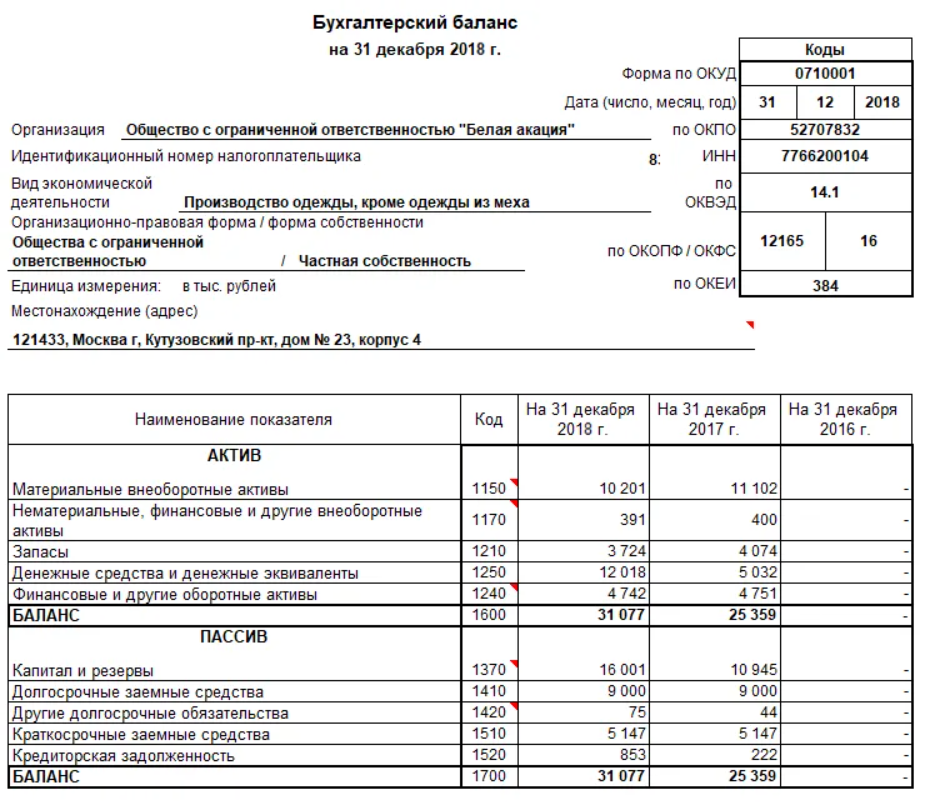 Бухгалтерский баланс
на 31 декабря 2018 г.
Коды
Форма по ОКУД 0710001
Дата (число, месяц, год) 31 12 2018
Организация Общество с ограниченной ответственностью "Белая акация" по ОКПО 52707832
Идентификационный номер налогоплательщика 8: ИНН 7766200104
Вид экономической
деятельности Производство одежды, кроме одежды из меха
по
ОКВЭД
14.1
Организационно-правовая форма / форма собственности
Общества с ограниченной
ответственностью / Частная собственность
по ОКОПФ / ОКФС 12165 16
Единица измерения: в тыс. рублей по ОКЕИ 384
Местонахождение (адрес)
121433, Москва г, Кутузовский пр-кт, дом № 23, корпус 4
Наименование показателя Код На 31 декабря 2018 г. На 31 декабря 2017 г. На 31 декабря 2016 г.
АКТИВ
Материальные внеоборотные активы 1150 10 201 11 102 -
Нематериальные, финансовые и другие внеоборотные
активы 1170 391 400 -
Запасы 1210 3 724 4 074 -
Денежные средства и денежные эквиваленты 1250 12 018 5 032 -
Финансовые и другие оборотные активы 1240 4 742 4 751 -
БАЛАНС 1600 31 077 25 359 -
ПАССИВ
Капитал и резервы 1370 16 001 10 945 -
Долгосрочные заемные средства 1410 9 000 9 000 -
Другие долгосрочные обязательства 1420 75 44 -
Краткосрочные заемные средства 1510 5 147 5 147 -
Кредиторская задолженность 1520 853 222 -
БАЛАНС 1700 31 077 25 359 -